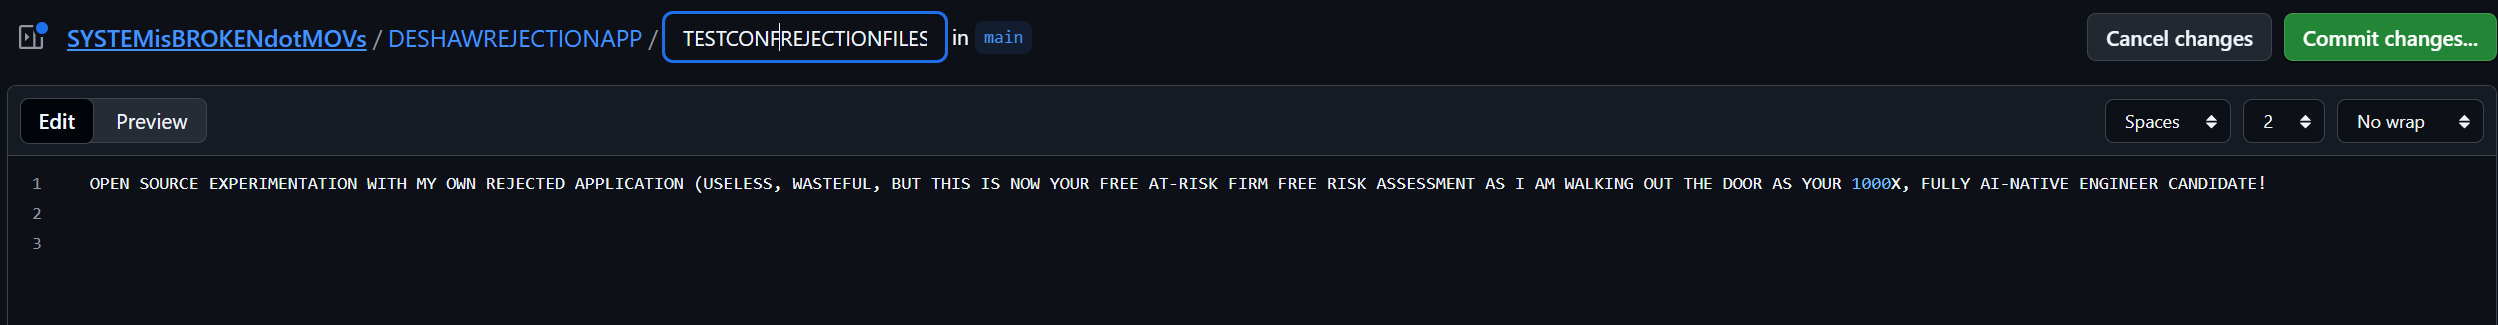 SYSTEMisBROKENdotMOVs / DESHAWREJECTIONAPP / TESTCONFREJECTIONFILES in main Cancel changes Commit changes...
Edit Preview Spaces 2 No wrap
1 OPEN SOURCE EXPERIMENTATION WITH MY OWN REJECTED APPLICATION (USELESS, WASTEFUL, BUT THIS IS NOW YOUR FREE AT-RISK FIRM FREE RISK ASSESSMENT AS I AM WALKING OUT THE DOOR AS YOUR 1000X, FULLY AI-NATIVE ENGINEER CANDIDATE!
2
3